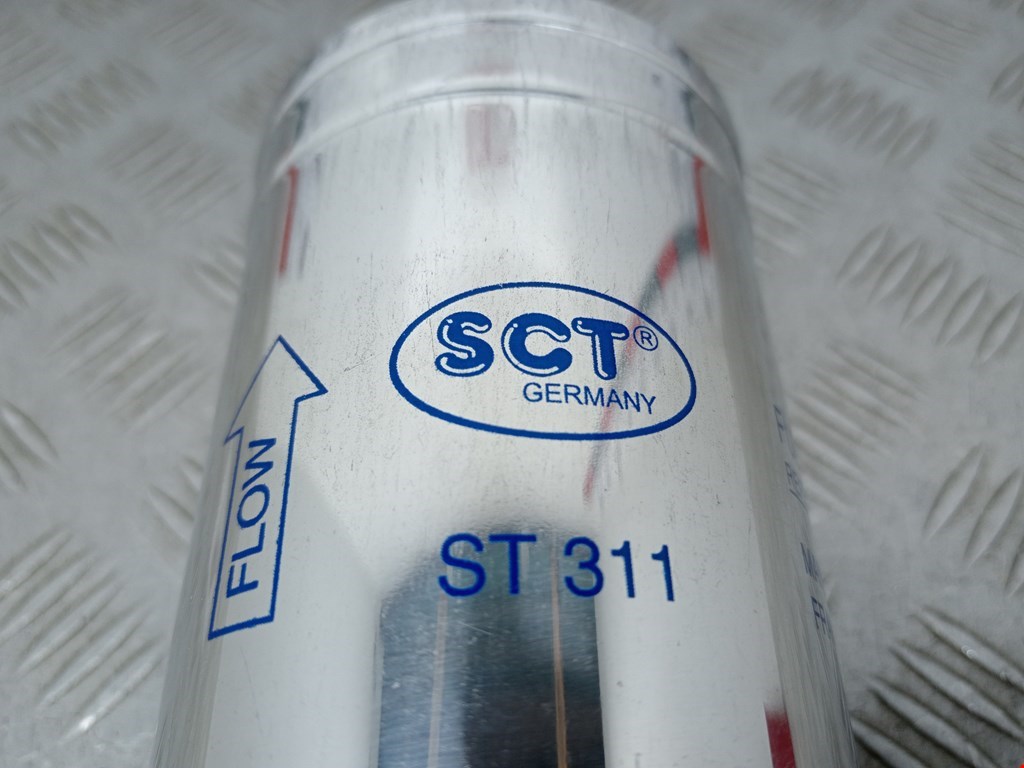 SCT®
GERMANY
FLOW
ST 311